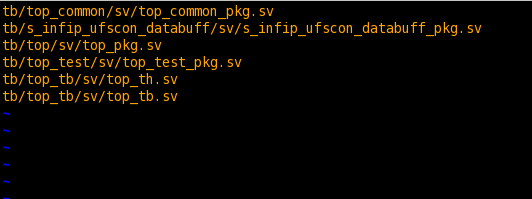 tb/top_common/sv/top_common_pkg.sv
tb/s_infip_ufscon_databuff/sv/s_infip_ufscon_databuff_pkg.sv
tb/top/sv/top_pkg.sv
tb/top_test/sv/top_test_pkg.sv
tb/top_tb/sv/top_th.sv
tb/top_tb/sv/top_tb.sv
~
~
~
~
~
~